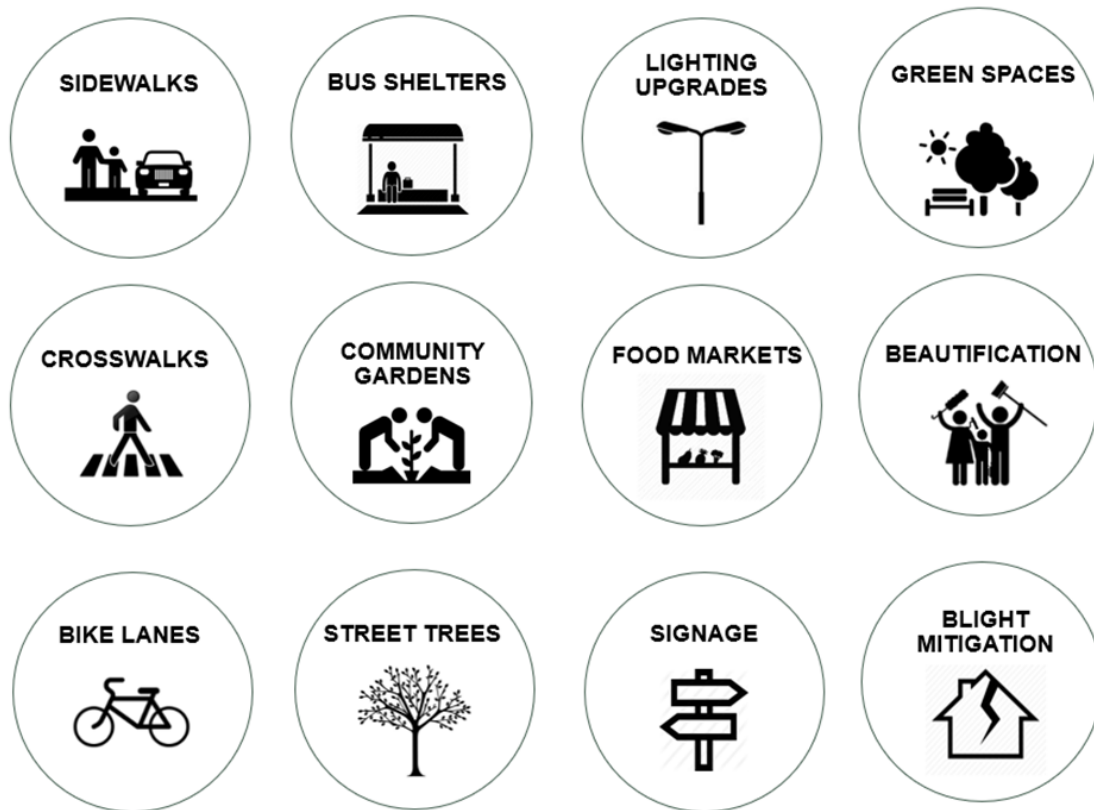 SIDEWALKS
BUS SHELTERS
LIGHTING
UPGRADES
GREEN SPACES
CROSSWALKS
COMMUNITY
GARDENS
FOOD MARKETS
BEAUTIFICATION
BIKE LANES
STREET TREES
SIGNAGE
BLIGHT
MITIGATION